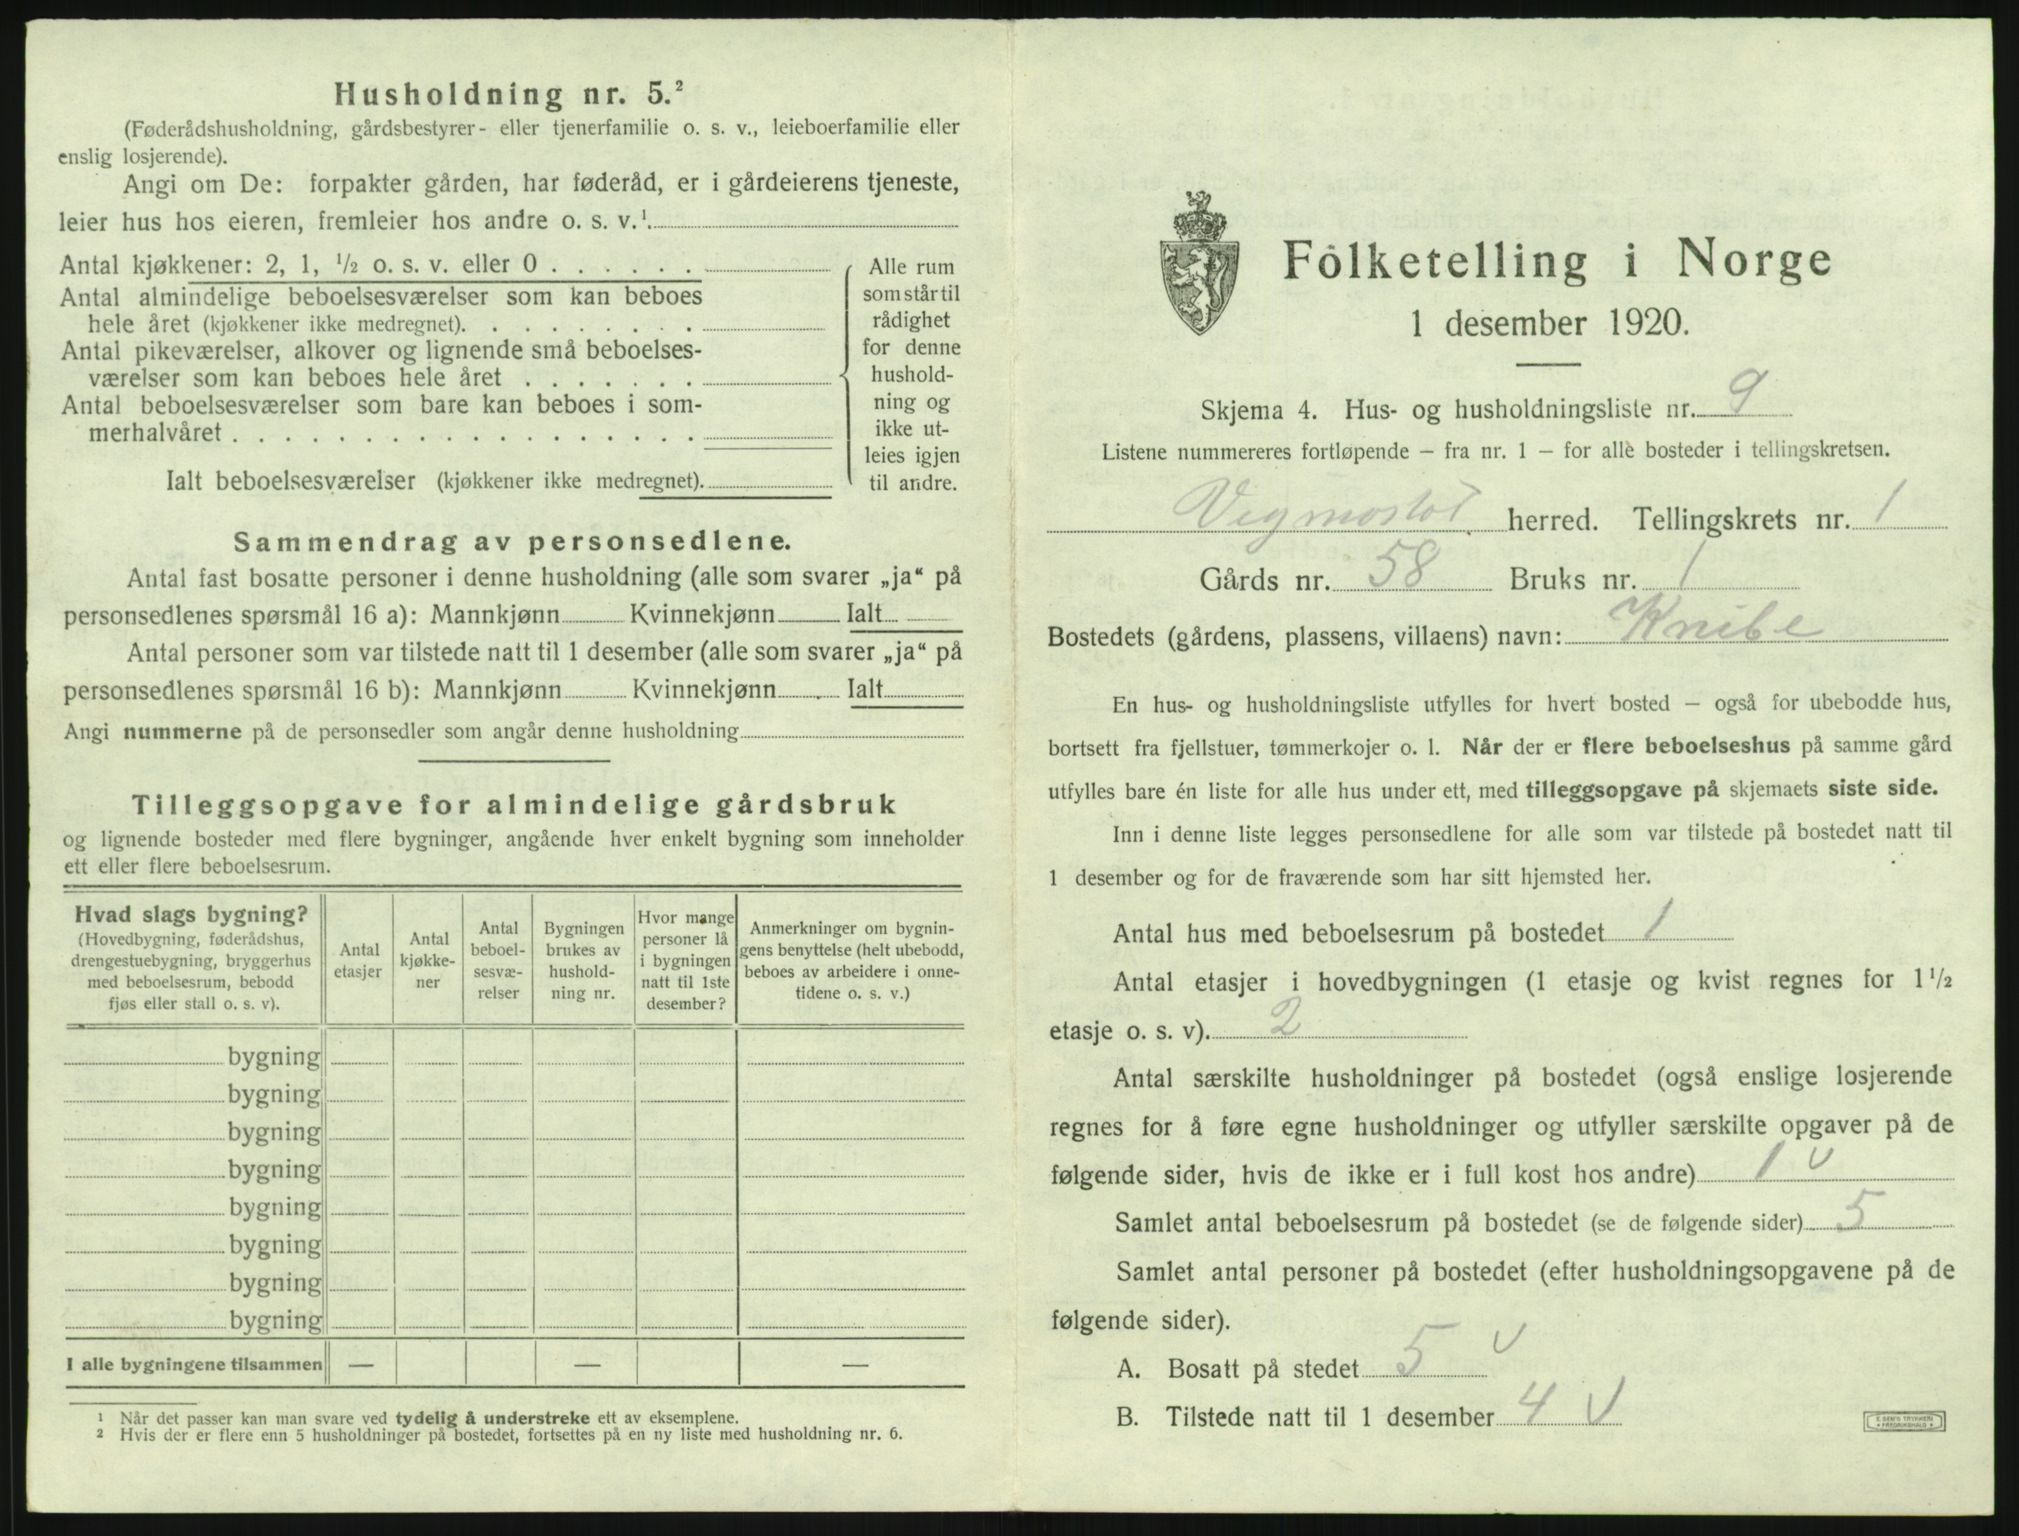 Husholdning nr. 5.²
(Føderådshusholdning, gårdsbestyrer- eller tjenerfamilie o. s. v., leieboerfamilie eller
enslig losjerende).
Angi om De: forpakter gården, har føderåd, er i gårdeierens tjeneste,
leier hus hos eieren, fremleier hos andre o. s. v.¹
Antal kjøkkener: 2, 1, ½ o. s. v. eller 0 . . . . . .
Antal almindelige beboelsesværelser som kan beboes
hele året (kjøkkener ikke medregnet). . . . . . . . .
Antal pikeværelser, alkover og lignende små beboelses-
værelser som kan beboes hele året . . . . . . .
Antal beboelsesværelser som bare kan beboes i som-
merhalvåret . . . . . . . . . . . . . . . . . .
Ialt beboelsesværelser (kjøkkener ikke medregnet).
Alle rum
som står til
rådighet
for denne
hushold-
ning og
ikke ut-
leies igjen
til andre.
Sammendrag av personsedlene.
Antal fast bosatte personer i denne husholdning (alle som svarer „ja“ på
personsedlenes spørsmål 16 a): Mannkjønn Kvinnekjønn Ialt
Antal personer som var tilstede natt til 1 desember (alle som svarer „ja“ på
personsedlenes spørsmål 16 b): Mannkjønn Kvinnekjønn Ialt
Angi nummerne på de personsedler som angår denne husholdning
Tilleggsopgave for almindelige gårdsbruk
og lignende bosteder med flere bygninger, angående hver enkelt bygning som inneholder
ett eller flere beboelsesrum.
Hvad slags bygning?
(Hovedbygning, føderådshus,
drengestuebygning, bryggerhus
med beboelsesrum, bebodd
fjøs eller stall o. s. v).
Antal
etasjer
Antal
kjøkke-
ner
Antal
beboel-
sesvæ-
relser
Bygningen
brukes av
hushold-
ning nr.
Hvor mange
personer lå
i bygningen
natt til 1ste
desember?
Anmerkninger om bygnin-
gens benyttelse (helt ubebodd,
beboes av arbeidere i onne-
tidene o. s. v.)
bygning
bygning
bygning
bygning
bygning
bygning
bygning
bygning
I alle bygningene tilsammen — — —
¹ Når det passer kan man svare ved tydelig å understreke ett av eksemplene.
² Hvis der er flere enn 5 husholdninger på bostedet, fortsettes på en ny liste med husholdning nr. 6.
Folketelling i Norge
1 desember 1920.
Skjema 4. Hus- og husholdningsliste nr. 9
Listene nummereres fortløpende – fra nr. 1 – for alle bosteder i tellingskretsen.
Vegmostot herred. Tellingskrets nr. 1
Gårds nr. 58 Bruks nr. 1
Bostedets (gårdens, plassens, villaens) navn: Knibe
En hus- og husholdningsliste utfylles for hvert bosted – også for ubebodde hus,
bortsett fra fjellstuer, tømmerkojer o. l. Når der er flere beboelseshus på samme gård
utfylles bare én liste for alle hus under ett, med tilleggsopgave på skjemaets siste side.
Inn i denne liste legges personsedlene for alle som var tilstede på bostedet natt til
1 desember og for de fraværende som har sitt hjemsted her.
Antal hus med beboelsesrum på bostedet 1
Antal etasjer i hovedbygningen (1 etasje og kvist regnes for 1½
etasje o. s. v). 2
Antal særskilte husholdninger på bostedet (også enslige losjerende
regnes for å føre egne husholdninger og utfyller særskilte opgaver på de
følgende sider, hvis de ikke er i full kost hos andre) 1 v
Samlet antal beboelsesrum på bostedet (se de følgende sider) 5
Samlet antal personer på bostedet (efter husholdningsopgavene på de
følgende sider).
A. Bosatt på stedet 5 v
B. Tilstede natt til 1 desember 4 v
E. SEM'S TRYKKERI
FREDRIKSHALD